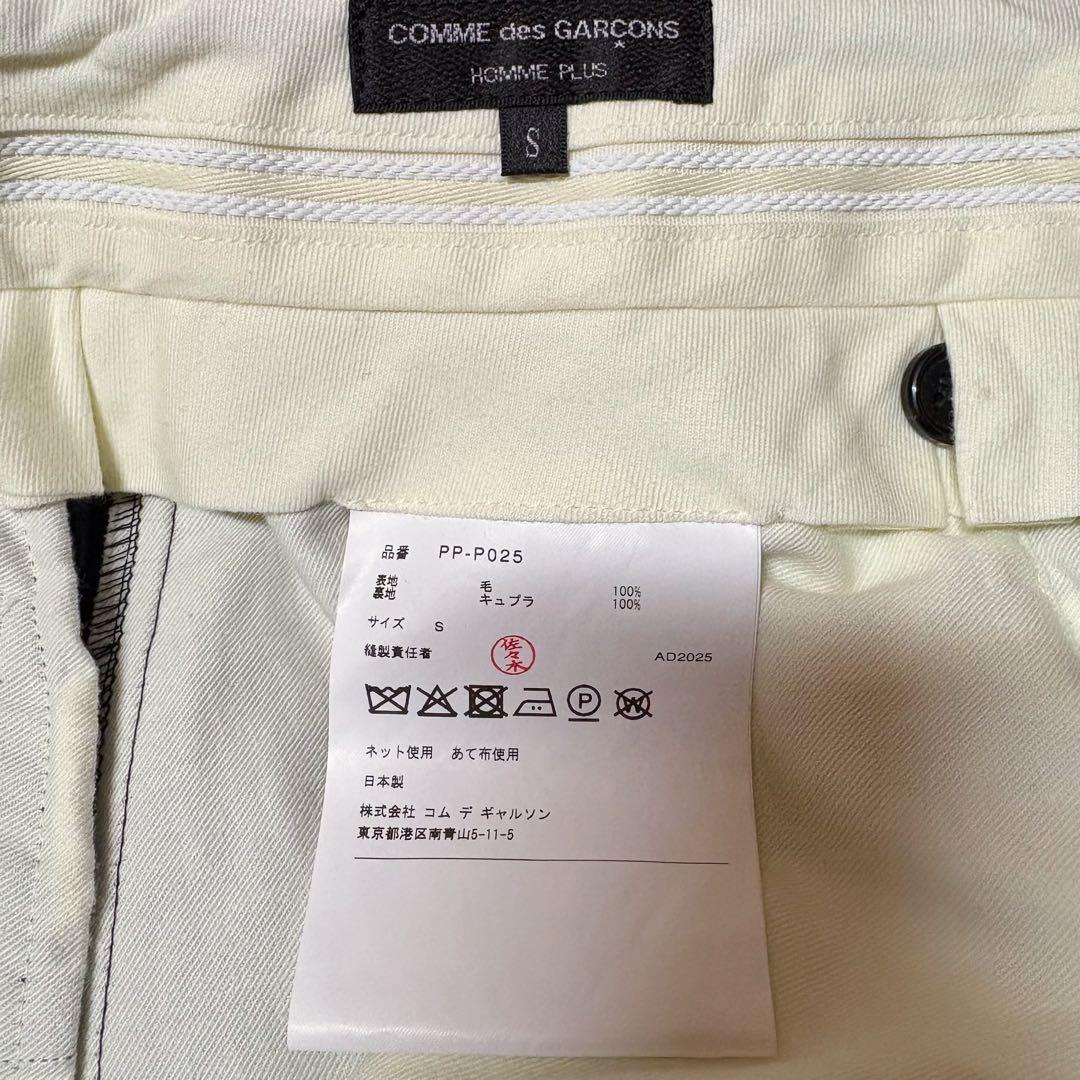 COMME des GARÇONS
HOMME PLUS
S
品番 PP-P025
表地 毛 100%
裏地 キュプラ 100%
サイズ S
縫製責任者 佐々木 AD2025
P W
ネット使用 あて布使用
日本製
株式会社 コム デ ギャルソン
東京都港区南青山5-11-5